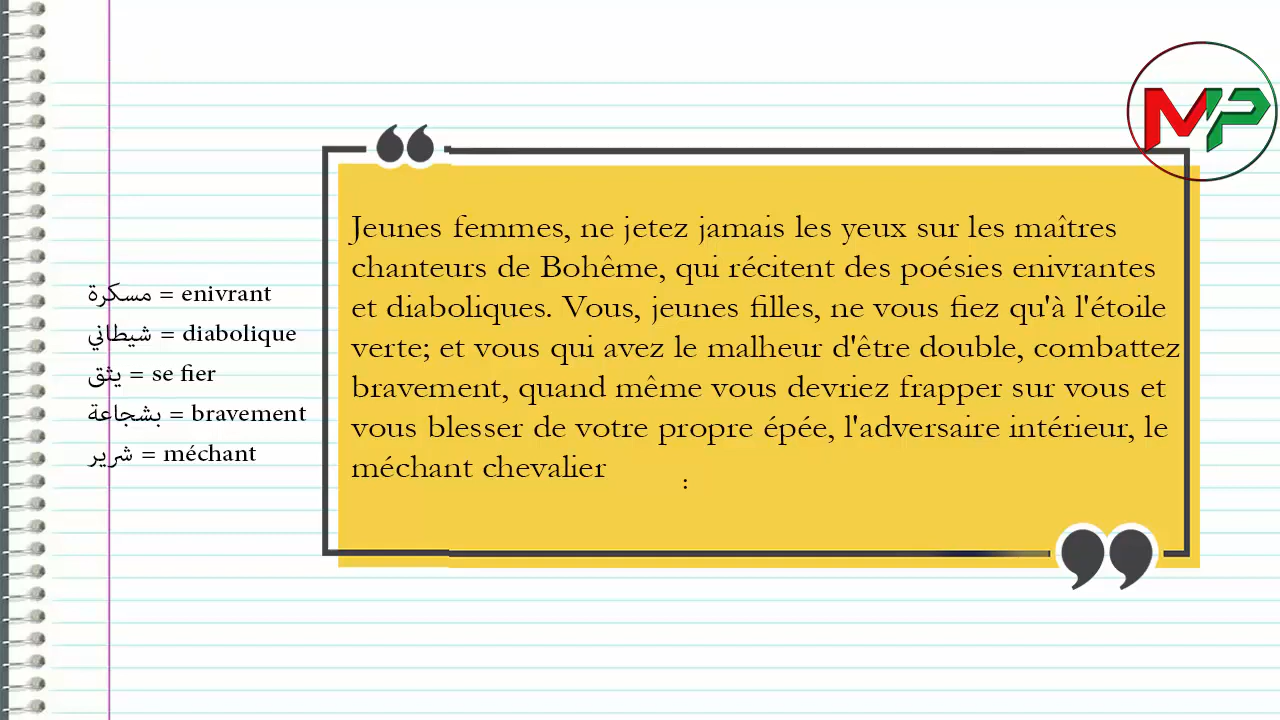 MP
Jeunes femmes, ne jetez jamais les yeux sur les maîtres
chanteurs de Bohême, qui récitent des poésies enivrantes
et diaboliques. Vous, jeunes filles, ne vous fiez qu'à l'étoile
verte; et vous qui avez le malheur d'être double, combattez
bravement, quand même vous devriez frapper sur vous et
vous blesser de votre propre épée, l'adversaire intérieur, le
méchant chevalier
:
مسكرة = enivrant
شيطاني = diabolique
يثق = se fier
بشجاعة = bravement
شرير = méchant